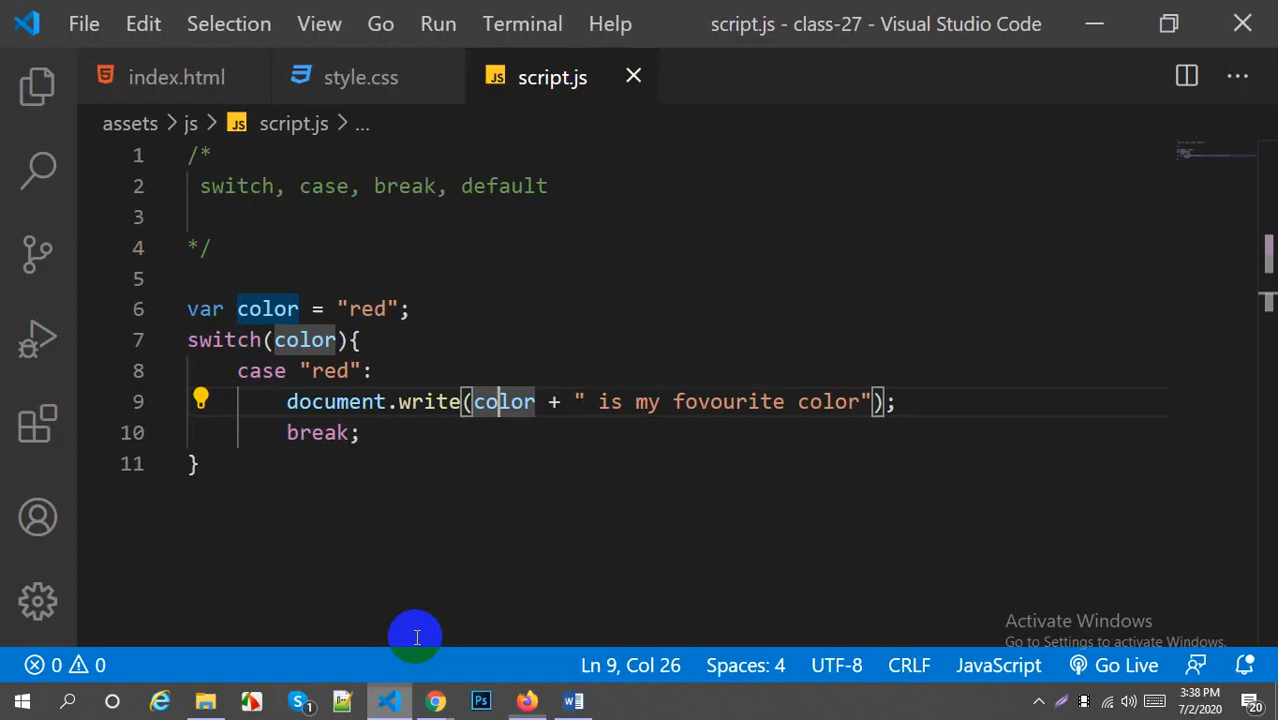 File Edit Selection View Go Run Terminal Help script.js - class-27 - Visual Studio Code
index.html style.css JS script.js
assets > js > JS script.js > ...
1 /*
2 switch, case, break, default
3
4 */
5
6 var color = "red";
7 switch(color){
8 case "red":
9 document.write(color + " is my fovourite color");
10 break;
11 }
Activate Windows
Go to Settings to activate Windows.
0 0 Ln 9, Col 26 Spaces: 4 UTF-8 CRLF JavaScript Go Live
Ps 3:38 PM
7/2/2020 20